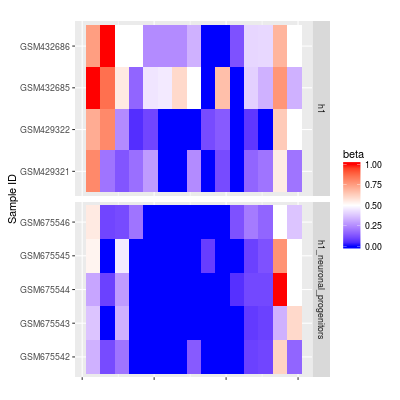 GSM432686
GSM432685
GSM429322
GSM429321
h1
GSM675546
GSM675545
GSM675544
GSM675543
GSM675542
h1_neuronal_progenitors
Sample ID
beta
1.00
0.75
0.50
0.25
0.00